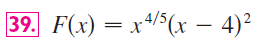 39. F(x) = x^{4/5}(x − 4)^2